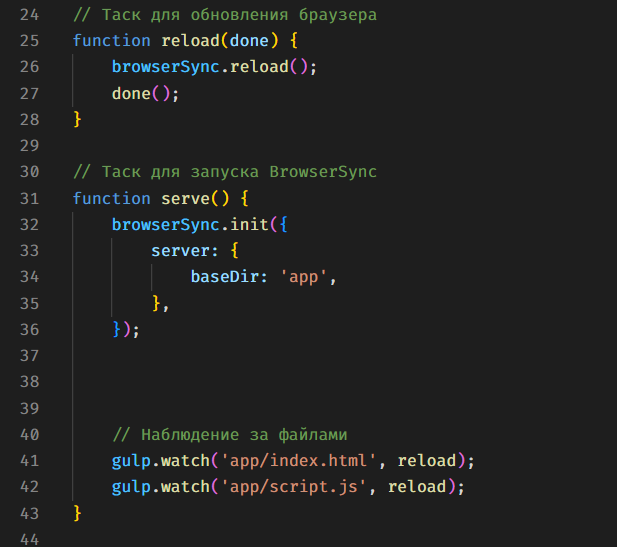 24 // Таск для обновления браузера
25 function reload(done) {
26     browserSync.reload();
27     done();
28 }
29
30 // Таск для запуска BrowserSync
31 function serve() {
32     browserSync.init({
33         server: {
34             baseDir: 'app',
35         },
36     });
37
38
39
40     // Наблюдение за файлами
41     gulp.watch('app/index.html', reload);
42     gulp.watch('app/script.js', reload);
43 }
44